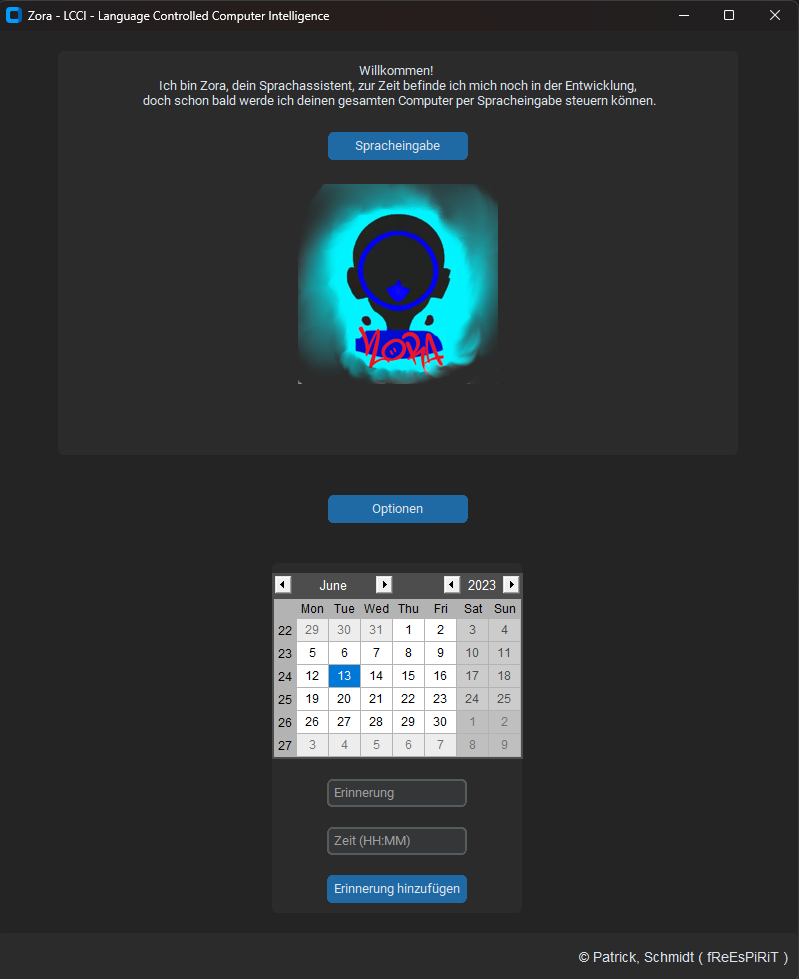 Zora - LCCI - Language Controlled Computer Intelligence
Willkommen!
Ich bin Zora, dein Sprachassistent, zur Zeit befinde ich mich noch in der Entwicklung,
doch schon bald werde ich deinen gesamten Computer per Spracheingabe steuern können.
Spracheingabe
ZORA
Optionen
June 2023
Mon Tue Wed Thu Fri Sat Sun
22 29 30 31 1 2 3 4
23 5 6 7 8 9 10 11
24 12 13 14 15 16 17 18
25 19 20 21 22 23 24 25
26 26 27 28 29 30 1 2
27 3 4 5 6 7 8 9
Erinnerung
Zeit (HH:MM)
Erinnerung hinzufügen
© Patrick, Schmidt ( fReEsPiRiT )